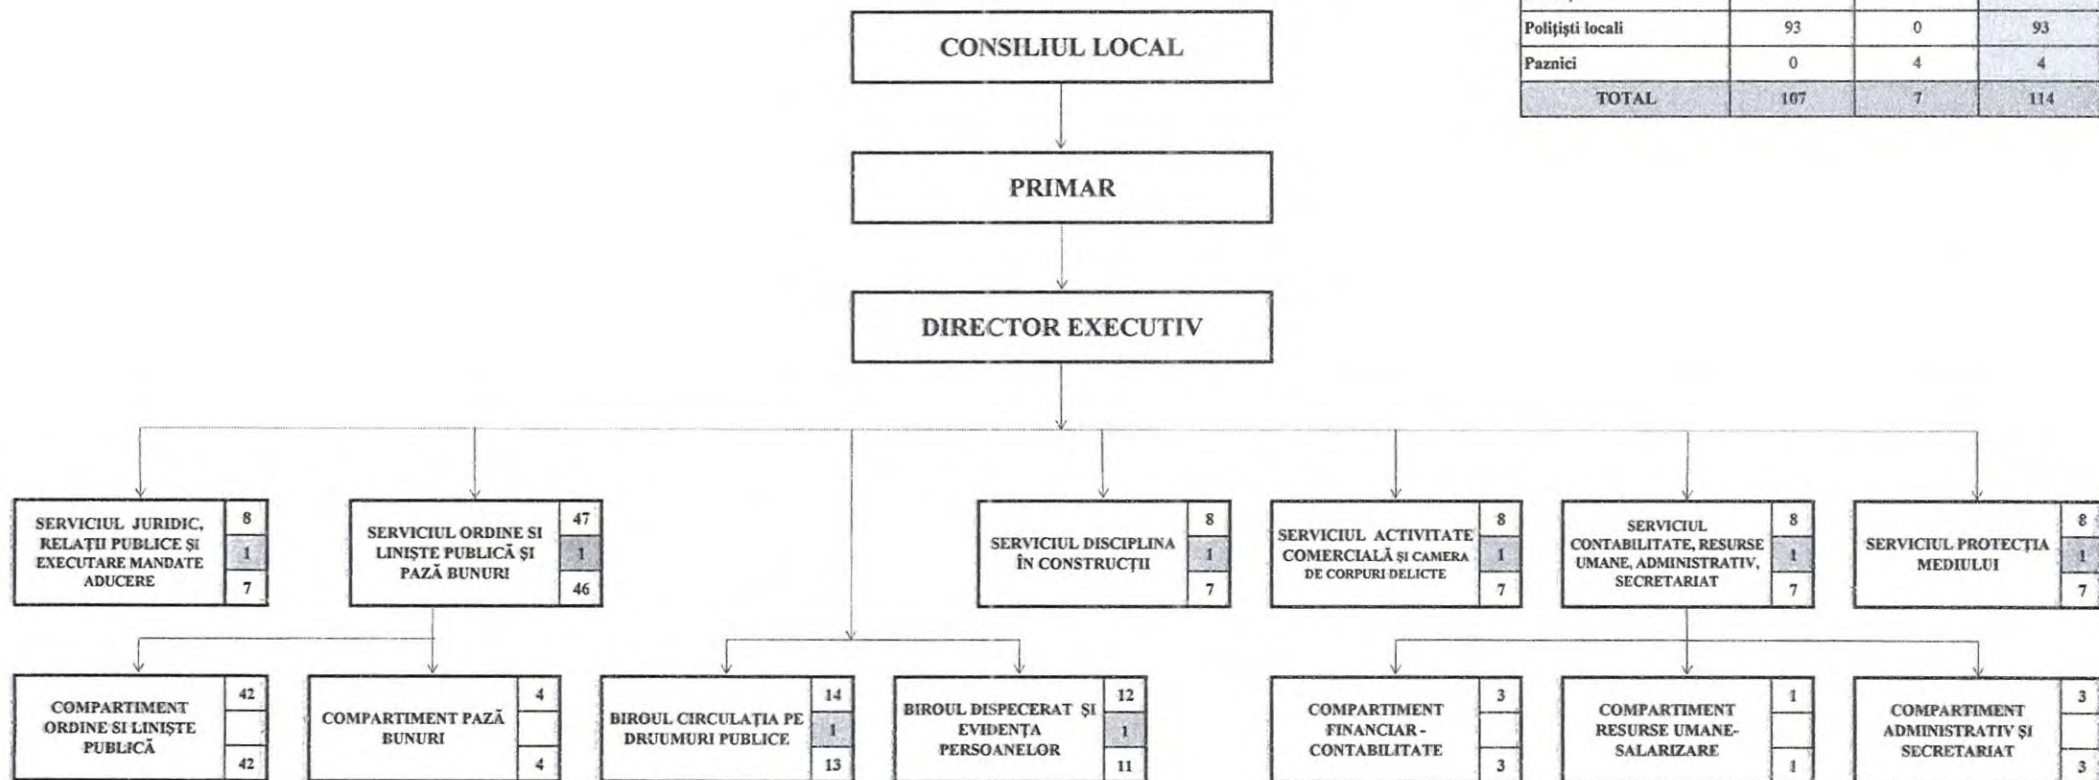 Polițiști locali 93 0 93
Paznici 0 4 4
TOTAL 107 7 114
CONSILIUL LOCAL
PRIMAR
DIRECTOR EXECUTIV
SERVICIUL JURIDIC,
RELAȚII PUBLICE ȘI
EXECUTARE MANDATE
ADUCERE
8
1
7
SERVICIUL ORDINE SI
LINIȘTE PUBLICĂ ȘI
PAZĂ BUNURI
47
1
46
SERVICIUL DISCIPLINA
ÎN CONSTRUCȚII
8
1
7
SERVICIUL ACTIVITATE
COMERCIALĂ ȘI CAMERA
DE CORPURI DELICTE
8
1
7
SERVICIUL
CONTABILITATE, RESURSE
UMANE, ADMINISTRATIV,
SECRETARIAT
8
1
7
SERVICIUL PROTECȚIA
MEDIULUI
8
1
7
COMPARTIMENT
ORDINE SI LINIȘTE
PUBLICĂ
42
42
COMPARTIMENT PAZĂ
BUNURI
4
4
BIROUL CIRCULAȚIA PE
DRUUMURI PUBLICE
14
1
13
BIROUL DISPECERAT ȘI
EVIDENȚA
PERSOANELOR
12
1
11
COMPARTIMENT
FINANCIAR -
CONTABILITATE
3
3
COMPARTIMENT
RESURSE UMANE-
SALARIZARE
1
1
COMPARTIMENT
ADMINISTRATIV ȘI
SECRETARIAT
3
3